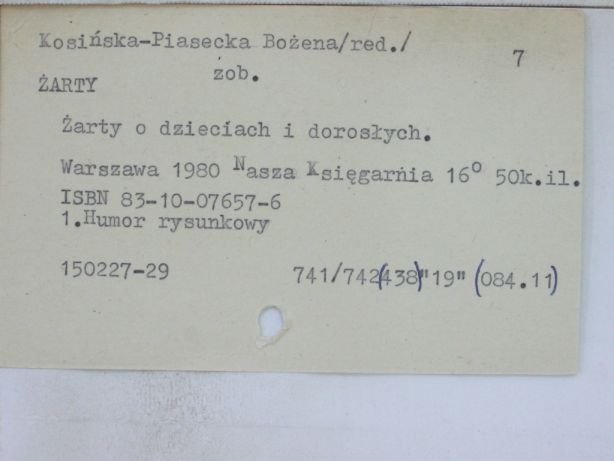 Kosińska-Piasecka Bożena/red./
7
zob.
ŻARTY
Żarty o dzieciach i dorosłych.
Warszawa 1980 Nasza Księgarńia 16° 50k.il.
ISBN 83-10-07657-6
1.Humor rysunkowy
150227-29 741/742(438)"19" (084.11)